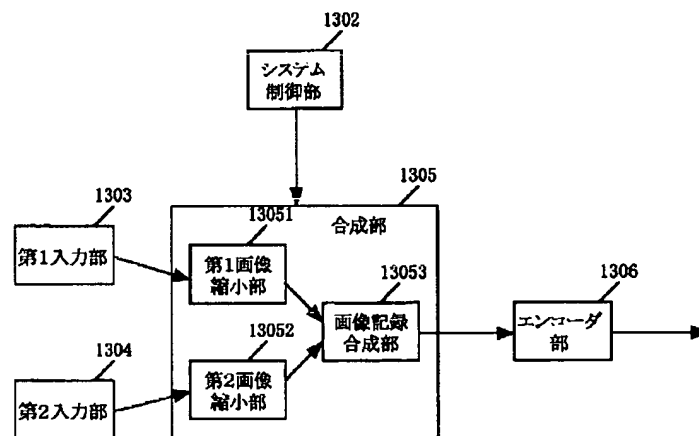 1302
システム
制御部
1305
合成部
1303
第1入力部
13051
第1画像
縮小部
13053
画像記録
合成部
1306
エンコーダ
部
13052
第2画像
縮小部
1304
第2入力部